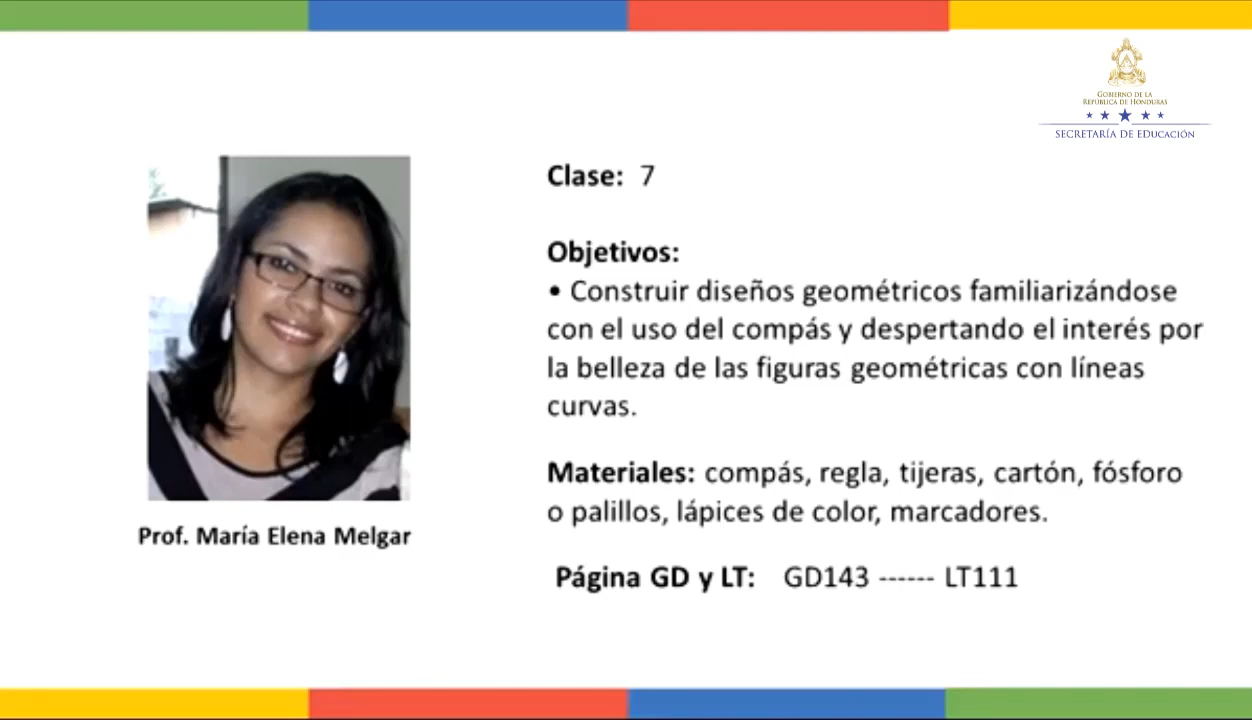 GOBIERNO DE LA
REPÚBLICA DE HONDURAS
SECRETARÍA DE EDUCACIÓN
Clase: 7
Objetivos:
• Construir diseños geométricos familiarizándose
con el uso del compás y despertando el interés por
la belleza de las figuras geométricas con líneas
curvas.
Materiales: compás, regla, tijeras, cartón, fósforo
o palillos, lápices de color, marcadores.
Prof. María Elena Melgar
Página GD y LT: GD143 ------ LT111